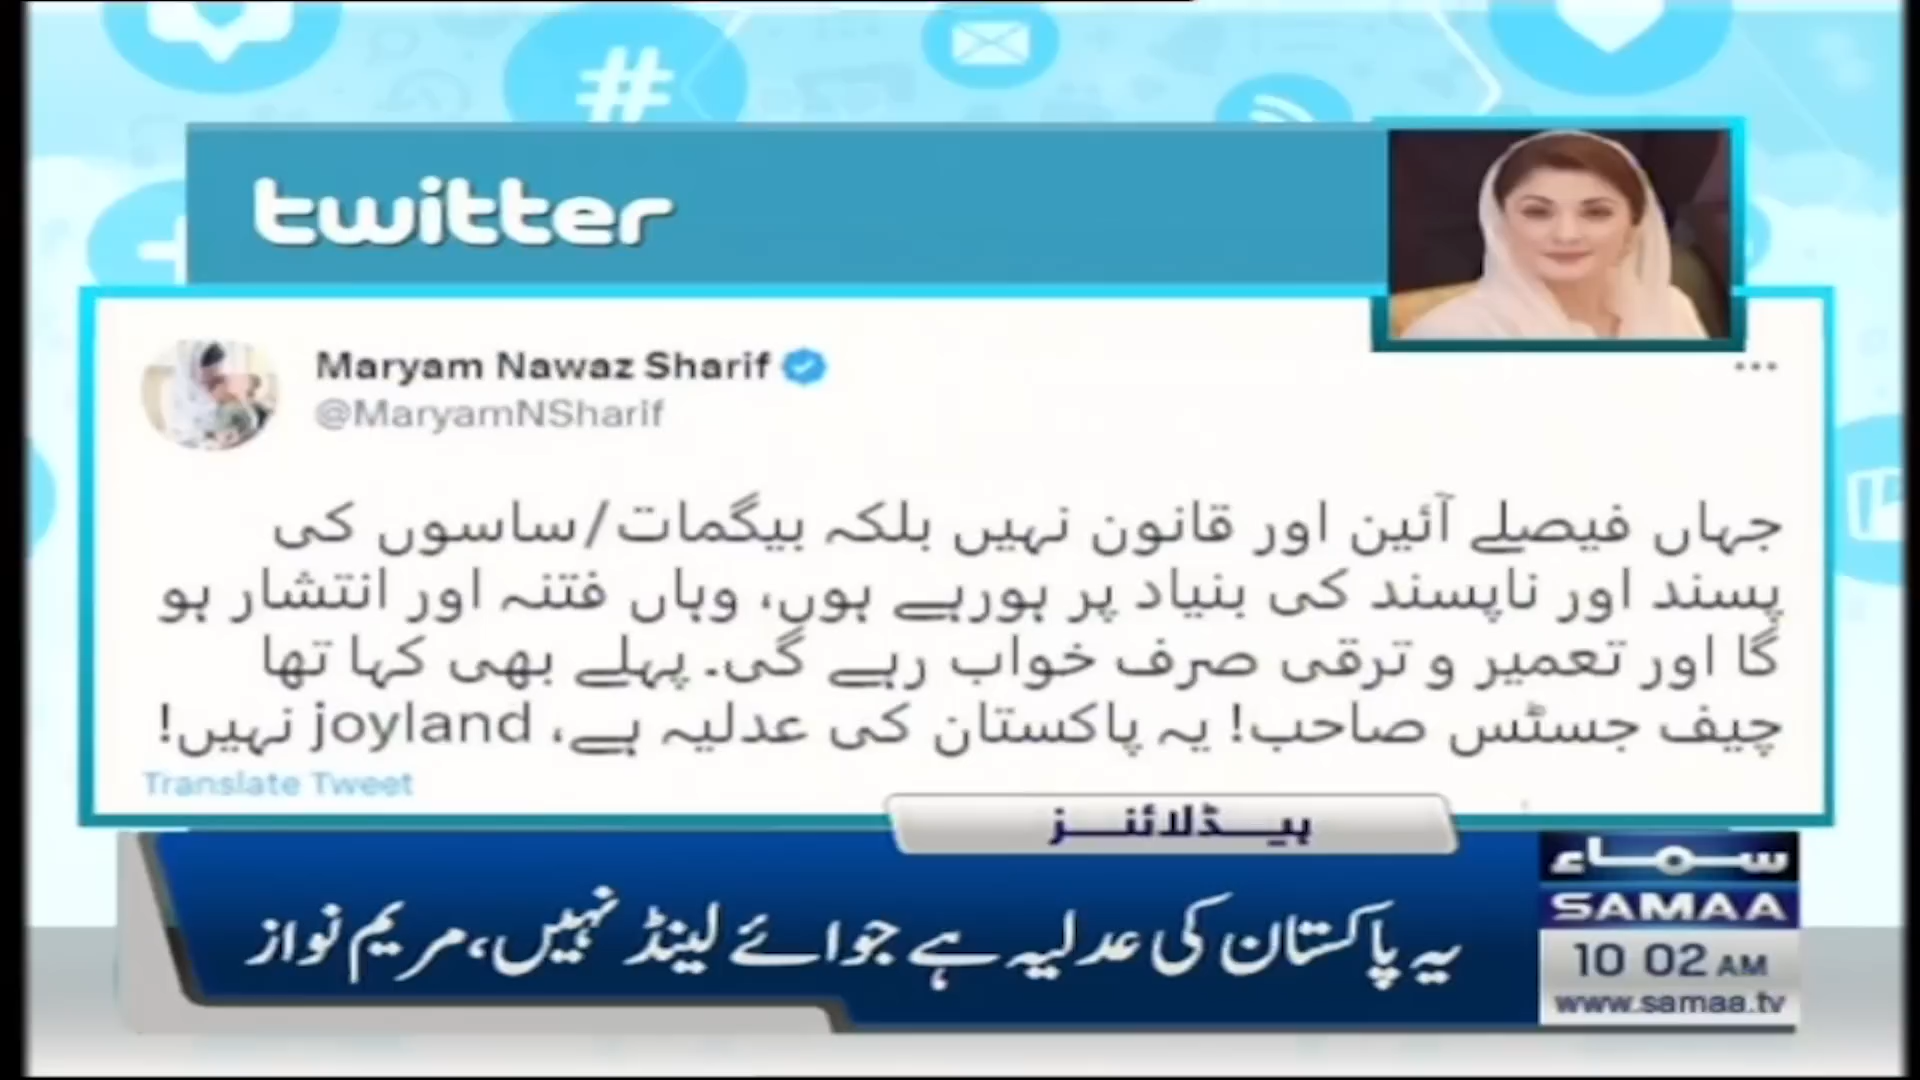 twitter
Maryam Nawaz Sharif
@MaryamNSharif
جہاں فیصلے آئین اور قانون نہیں بلکہ بیگمات/ساسوں کی
پسند اور ناپسند کی بنیاد پر ہورہے ہوں، وہاں فتنہ اور انتشار ہو
گا اور تعمیر و ترقی صرف خواب رہے گی. پہلے بھی کہا تھا
چیف جسٹس صاحب! یہ پاکستان کی عدلیہ ہے، joyland نہیں!
Translate Tweet
ہیڈلائنز
یہ پاکستان کی عدلیہ ہے جوائے لینڈ نہیں، مریم نواز
سماء
SAMAA
10 02 AM
www.samaa.tv